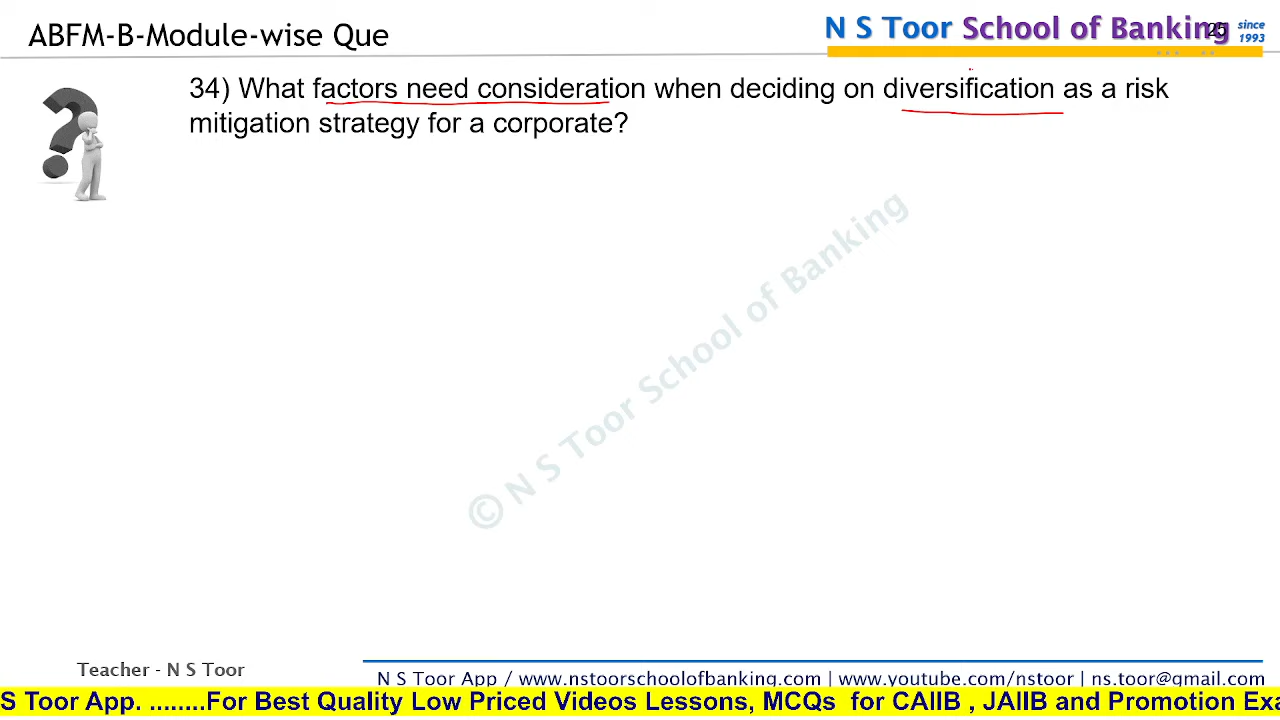 ABFM-B-Module-wise Que
N S Toor School of Banking
25
since
1993
34) What factors need consideration when deciding on diversification as a risk
mitigation strategy for a corporate?
© N S Toor School of Banking
Teacher - N S Toor
N S Toor App / www.nstoorschoolofbanking.com | www.youtube.com/nstoor | ns.toor@gmail.com
S Toor App. ........For Best Quality Low Priced Videos Lessons, MCQs for CAIIB , JAIIB and Promotion Exa